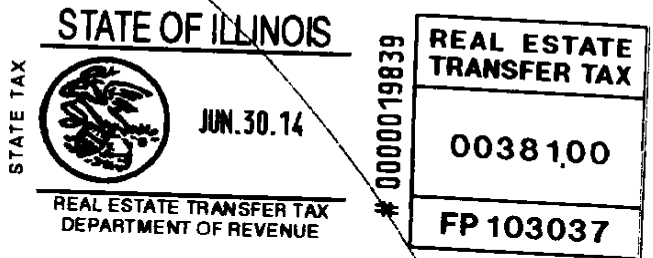 STATE OF ILLINOIS
STATE TAX
JUN.30.14
REAL ESTATE TRANSFER TAX
DEPARTMENT OF REVENUE
# 0000019839
REAL ESTATE
TRANSFER TAX
0038100
FP 103037